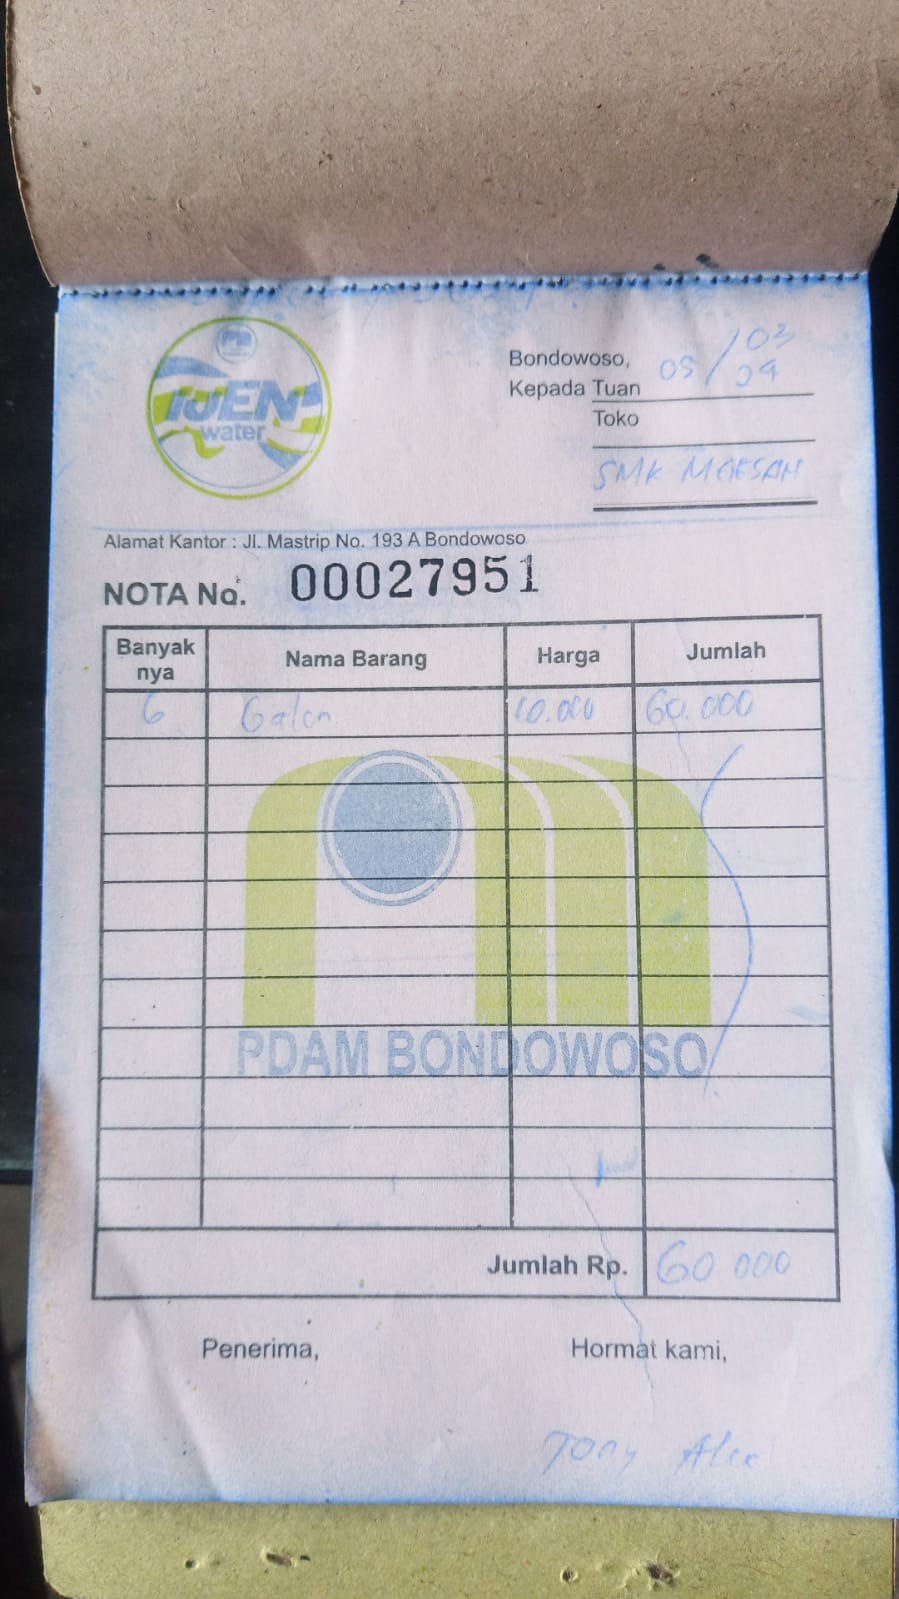 IJEN
water
Bondowoso, 05/03
Kepada Tuan 24
Toko
SMK MAESAN
Alamat Kantor : Jl. Mastrip No. 193 A Bondowoso
NOTA No. 00027951
Banyak nya Nama Barang Harga Jumlah
6 Galon 10.000 60.000
PDAM BONDOWOSO
Jumlah Rp. 60 000
Penerima, Hormat kami,
Tony Alex